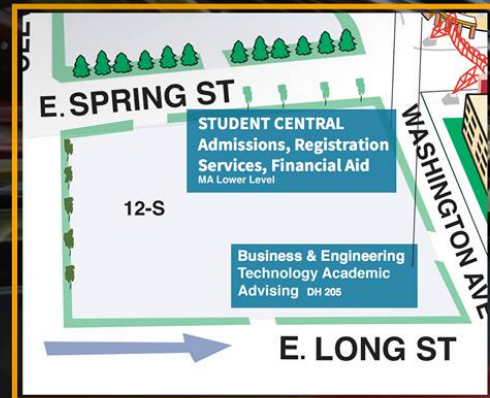 E. SPRING ST
STUDENT CENTRAL
Admissions, Registration
Services, Financial Aid
MA Lower Level
WASHINGTON AVE
12-S
Business & Engineering
Technology Academic
Advising DH 205
E. LONG ST